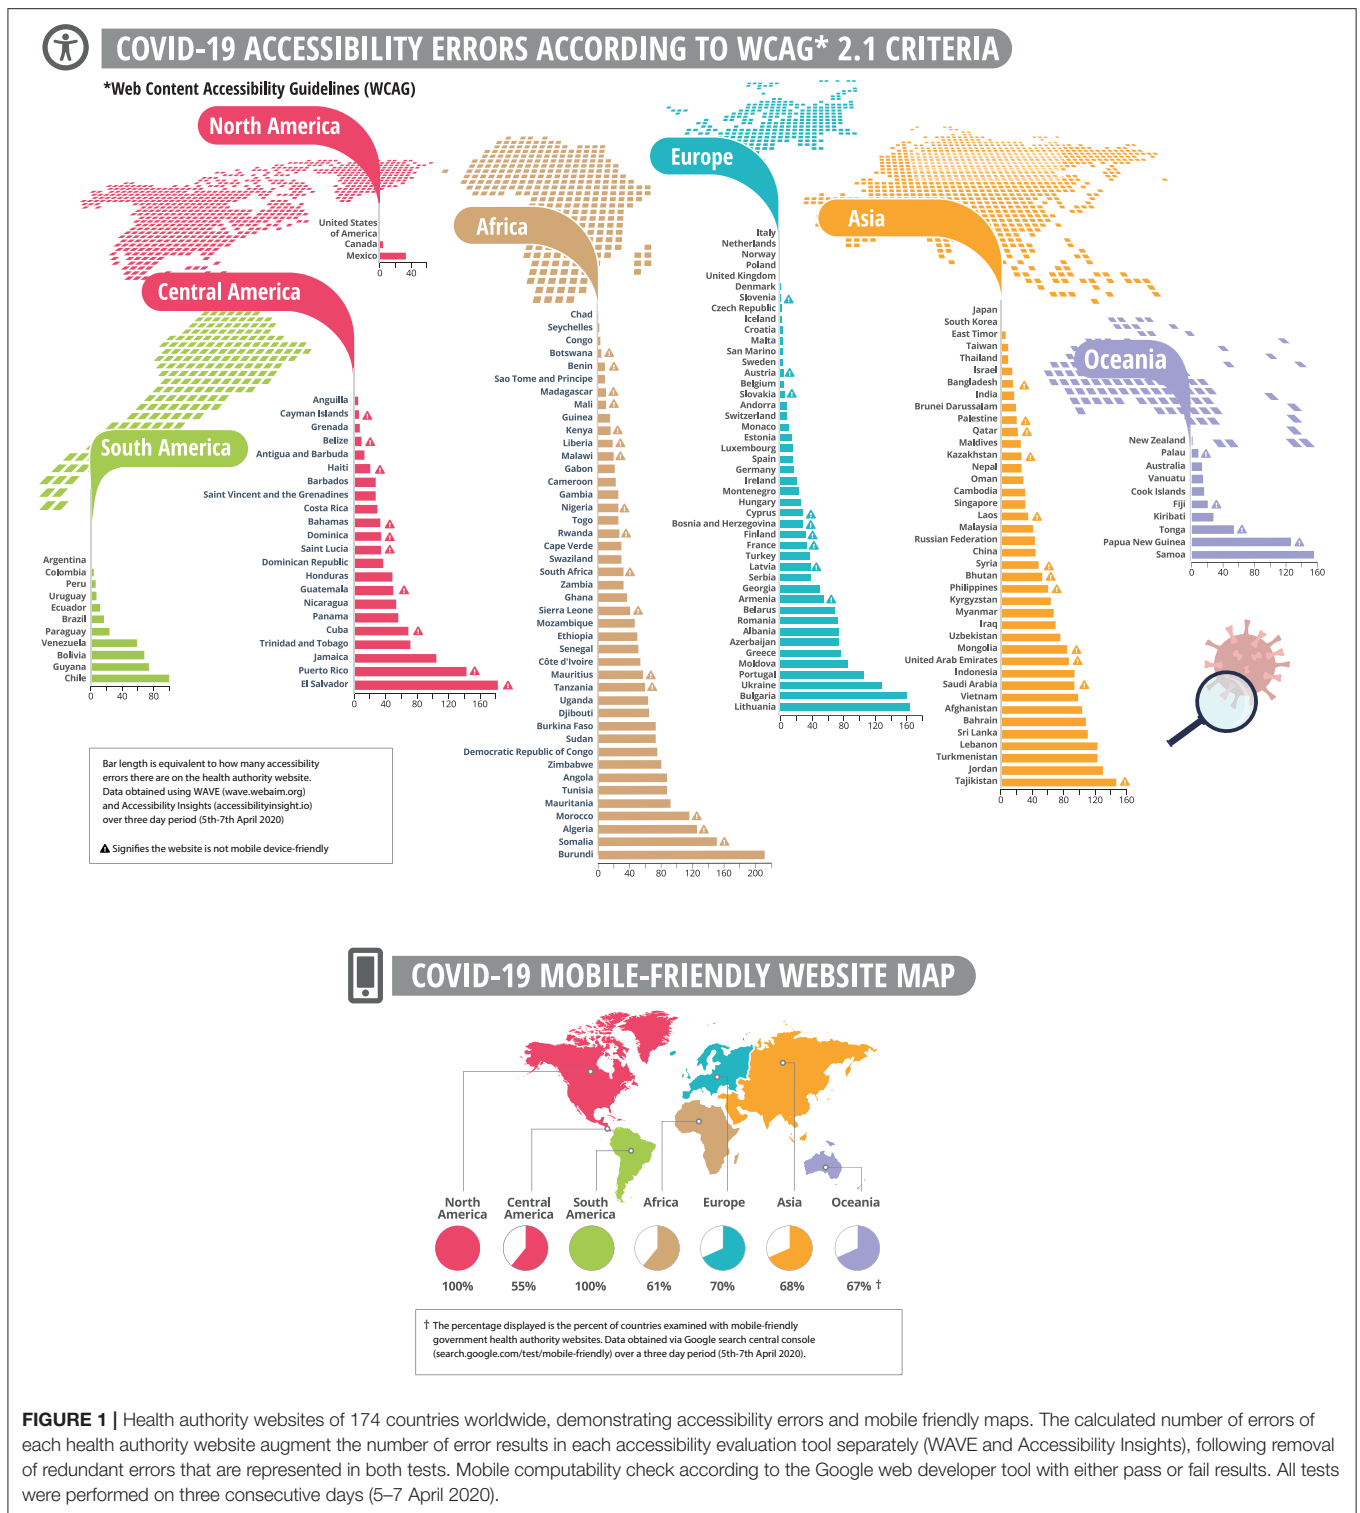 COVID-19 ACCESSIBILITY ERRORS ACCORDING TO WCAG* 2.1 CRITERIA
*Web Content Accessibility Guidelines (WCAG)
North America
United States
of America
Canada
Mexico
0 40
Central America
Anguilla
Cayman Islands
Grenada
Belize
Antigua and Barbuda
Haiti
Barbados
Saint Vincent and the Grenadines
Costa Rica
Bahamas
Dominica
Saint Lucia
Dominican Republic
Honduras
Guatemala
Nicaragua
Panama
Cuba
Trinidad and Tobago
Jamaica
Puerto Rico
El Salvador
0 40 80 120 160
South America
Argentina
Colombia
Peru
Uruguay
Ecuador
Brazil
Paraguay
Venezuela
Bolivia
Guyana
Chile
0 40 80
Africa
Chad
Seychelles
Congo
Botswana
Benin
Sao Tome and Principe
Madagascar
Mali
Guinea
Kenya
Liberia
Malawi
Gabon
Cameroon
Gambia
Nigeria
Togo
Rwanda
Cape Verde
Swaziland
South Africa
Zambia
Ghana
Sierra Leone
Mozambique
Ethiopia
Senegal
Côte d'Ivoire
Mauritius
Tanzania
Uganda
Djibouti
Burkina Faso
Sudan
Democratic Republic of Congo
Zimbabwe
Angola
Tunisia
Mauritania
Morocco
Algeria
Somalia
Burundi
0 40 80 120 160 200
Europe
Italy
Netherlands
Norway
Poland
United Kingdom
Denmark
Slovenia
Czech Republic
Iceland
Croatia
Malta
San Marino
Sweden
Austria
Belgium
Slovakia
Andorra
Switzerland
Monaco
Estonia
Luxembourg
Spain
Germany
Ireland
Montenegro
Hungary
Cyprus
Bosnia and Herzegovina
Finland
France
Turkey
Latvia
Serbia
Georgia
Armenia
Belarus
Romania
Albania
Azerbaijan
Greece
Moldova
Portugal
Ukraine
Bulgaria
Lithuania
0 40 80 120 160
Asia
Japan
South Korea
East Timor
Taiwan
Thailand
Israel
Bangladesh
India
Brunei Darussalam
Palestine
Qatar
Maldives
Kazakhstan
Nepal
Oman
Cambodia
Singapore
Laos
Malaysia
Russian Federation
China
Syria
Bhutan
Philippines
Kyrgyzstan
Myanmar
Iraq
Uzbekistan
Mongolia
United Arab Emirates
Indonesia
Saudi Arabia
Vietnam
Afghanistan
Bahrain
Sri Lanka
Lebanon
Turkmenistan
Jordan
Tajikistan
0 40 80 120 160
Oceania
New Zealand
Palau
Australia
Vanuatu
Cook Islands
Fiji
Kiribati
Tonga
Papua New Guinea
Samoa
0 40 80 120 160
Bar length is equivalent to how many accessibility
errors there are on the health authority website.
Data obtained using WAVE (wave.webaim.org)
and Accessibility Insights (accessibilityinsight.io)
over three day period (5th-7th April 2020)
Signifies the website is not mobile device-friendly
COVID-19 MOBILE-FRIENDLY WEBSITE MAP
North America Central America South America Africa Europe Asia Oceania
100% 55% 100% 61% 70% 68% 67% †
† The percentage displayed is the percent of countries examined with mobile-friendly
government health authority websites. Data obtained via Google search central console
(search.google.com/test/mobile-friendly) over a three day period (5th-7th April 2020).
FIGURE 1 | Health authority websites of 174 countries worldwide, demonstrating accessibility errors and mobile friendly maps. The calculated number of errors of
each health authority website augment the number of error results in each accessibility evaluation tool separately (WAVE and Accessibility Insights), following removal
of redundant errors that are represented in both tests. Mobile computability check according to the Google web developer tool with either pass or fail results. All tests
were performed on three consecutive days (5–7 April 2020).